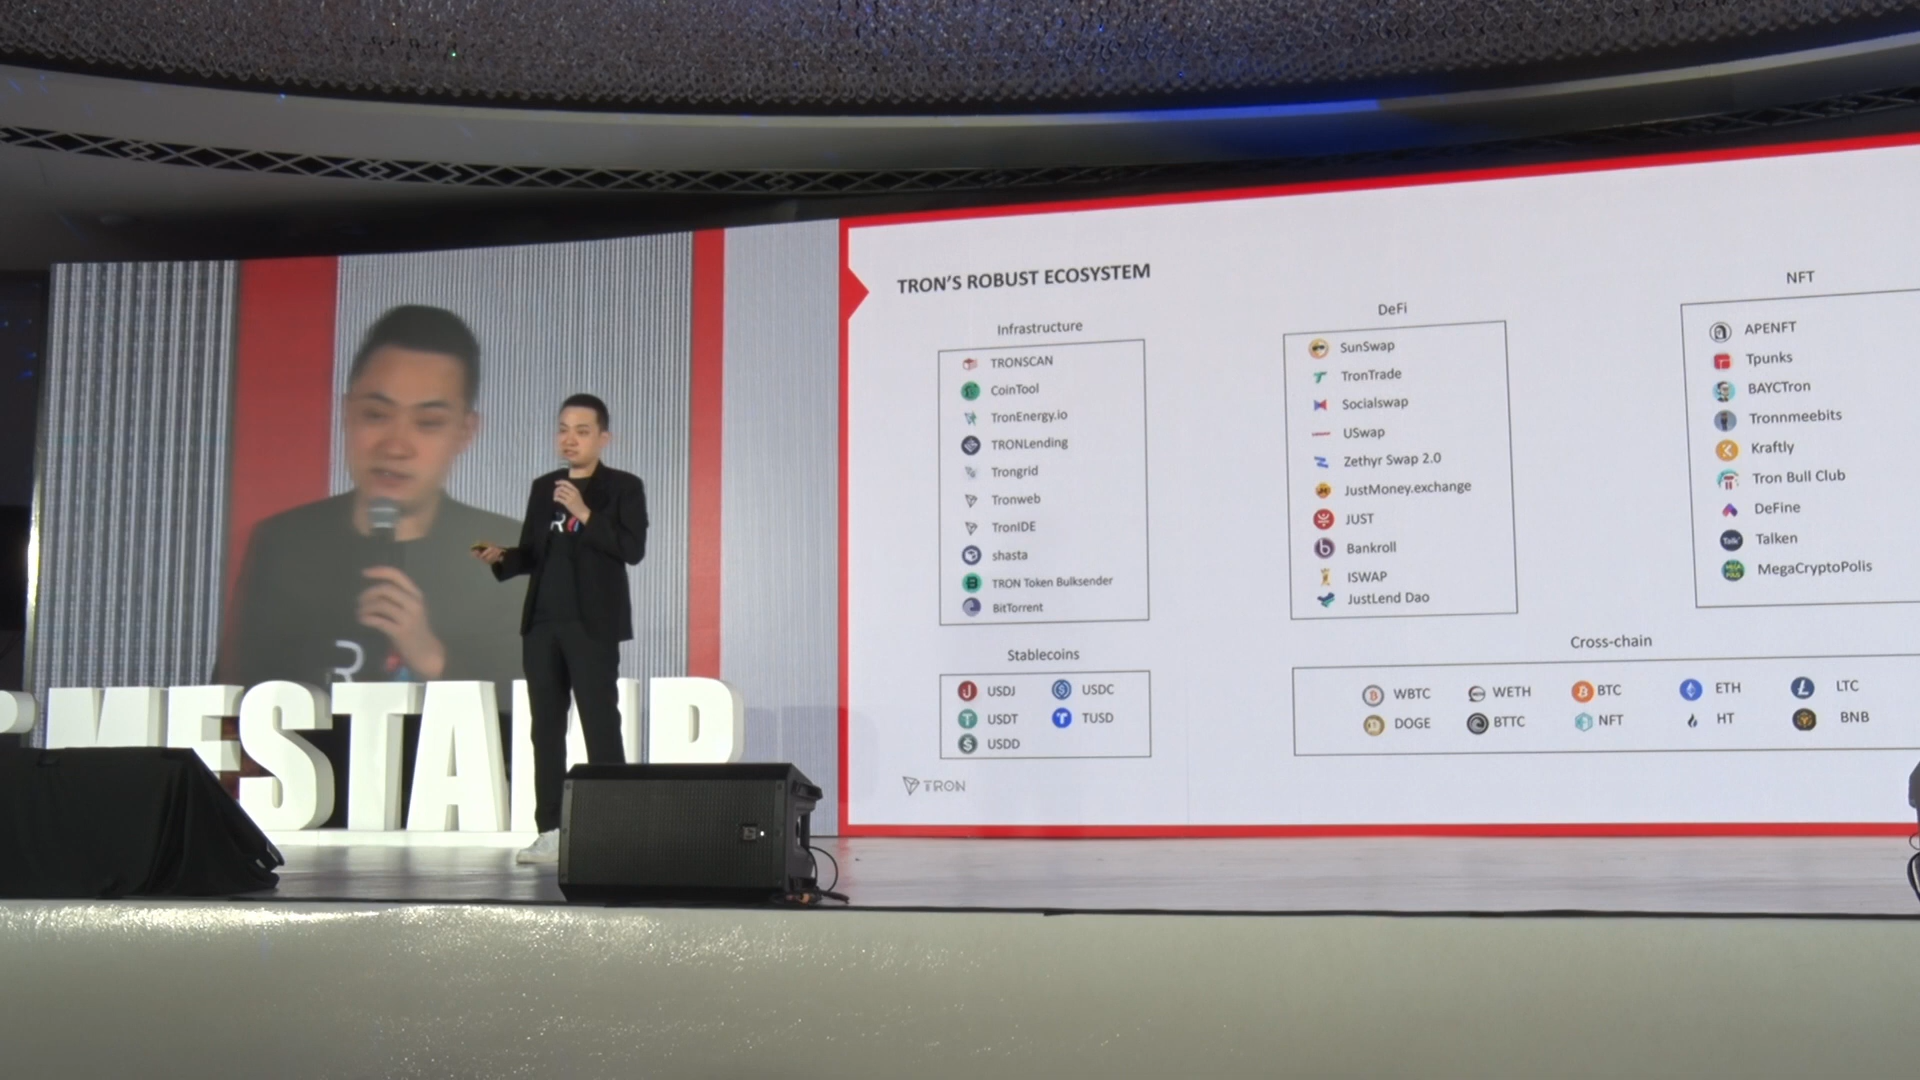 TRON'S ROBUST ECOSYSTEM
Infrastructure
TRONSCAN
CoinTool
TronEnergy.io
TRONLending
Trongrid
Tronweb
TronIDE
shasta
TRON Token Bulksender
BitTorrent
DeFi
SunSwap
TronTrade
Socialswap
USwap
Zethyr Swap 2.0
JustMoney.exchange
JUST
Bankroll
ISWAP
JustLend Dao
NFT
APENFT
Tpunks
BAYCTron
Tronnmeebits
Kraftly
Tron Bull Club
DeFine
Talken
MegaCryptoPolis
Stablecoins
USDJ USDC
USDT TUSD
USDD
Cross-chain
WBTC WETH BTC ETH LTC
DOGE BTTC NFT HT BNB
TRON